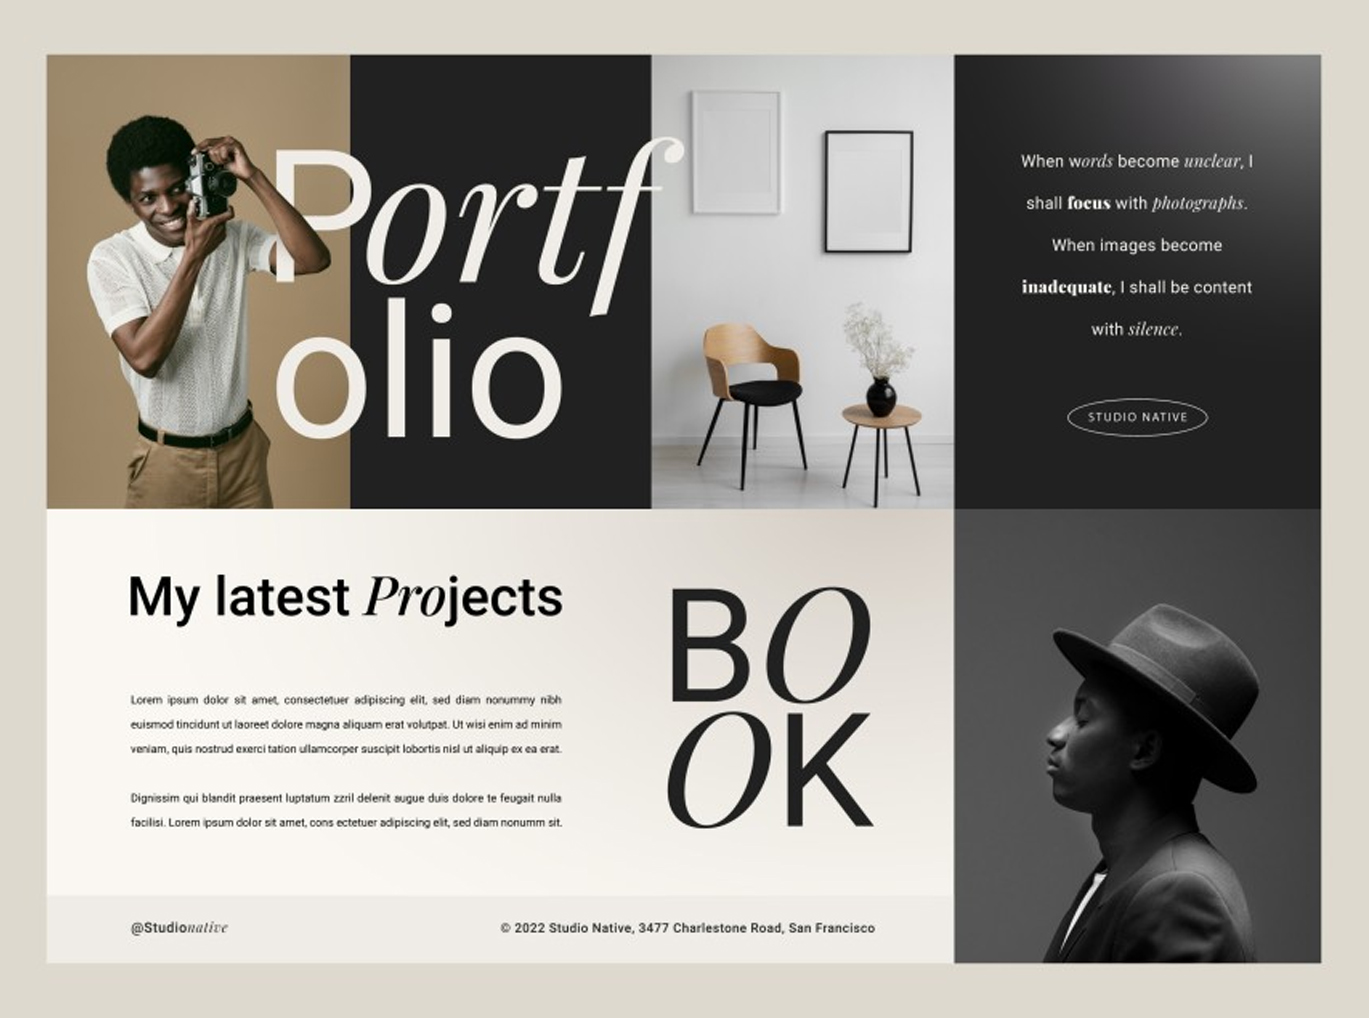 Portf
olio
When words become unclear, I
shall focus with photographs.
When images become
inadequate, I shall be content
with silence.
STUDIO NATIVE
My latest Projects
Lorem ipsum dolor sit amet, consectetuer adipiscing elit, sed diam nonummy nibh
euismod tincidunt ut laoreet dolore magna aliquam erat volutpat. Ut wisi enim ad minim
veniam, quis nostrud exerci tation ullamcorper suscipit lobortis nisl ut aliquip ex ea erat.
Dignissim qui blandit praesent luptatum zzril delenit augue duis dolore te feugait nulla
facilisi. Lorem ipsum dolor sit amet, cons ectetuer adipiscing elit, sed diam nonumm sit.
BO
OK
@Studionative
© 2022 Studio Native, 3477 Charlestone Road, San Francisco